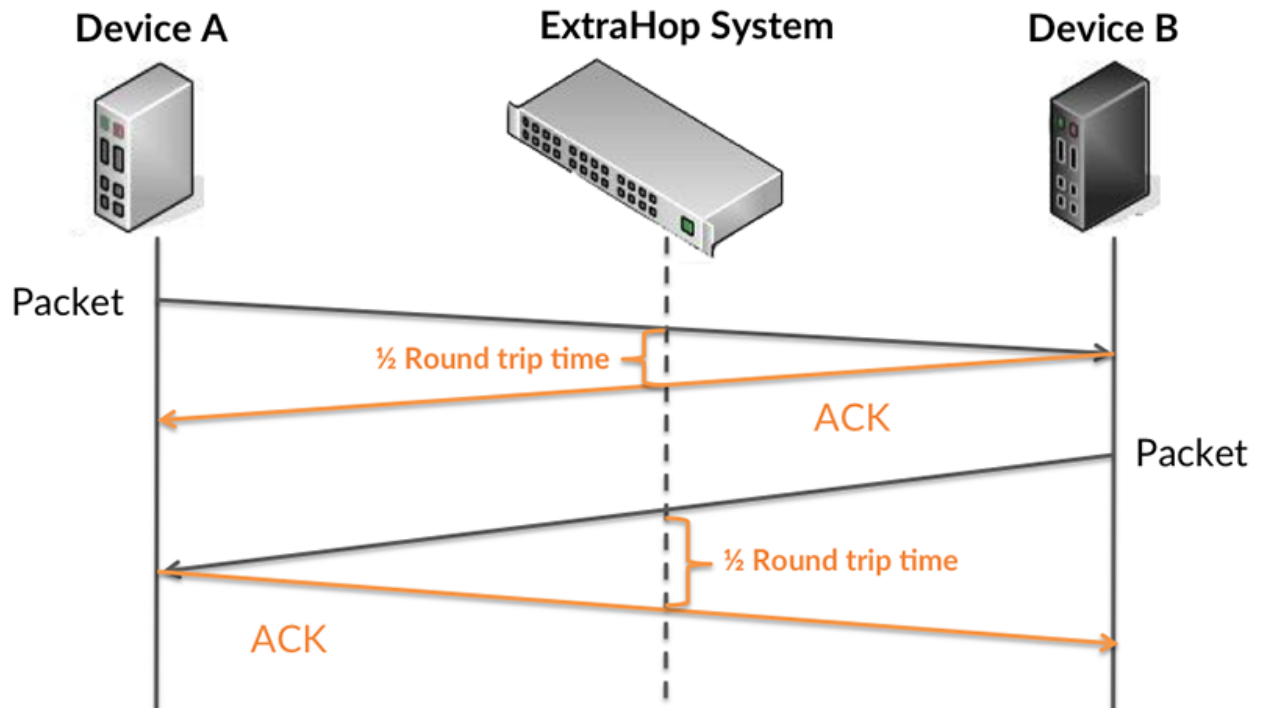 Device A
ExtraHop System
Device B
Packet
½ Round trip time
ACK
Packet
½ Round trip time
ACK